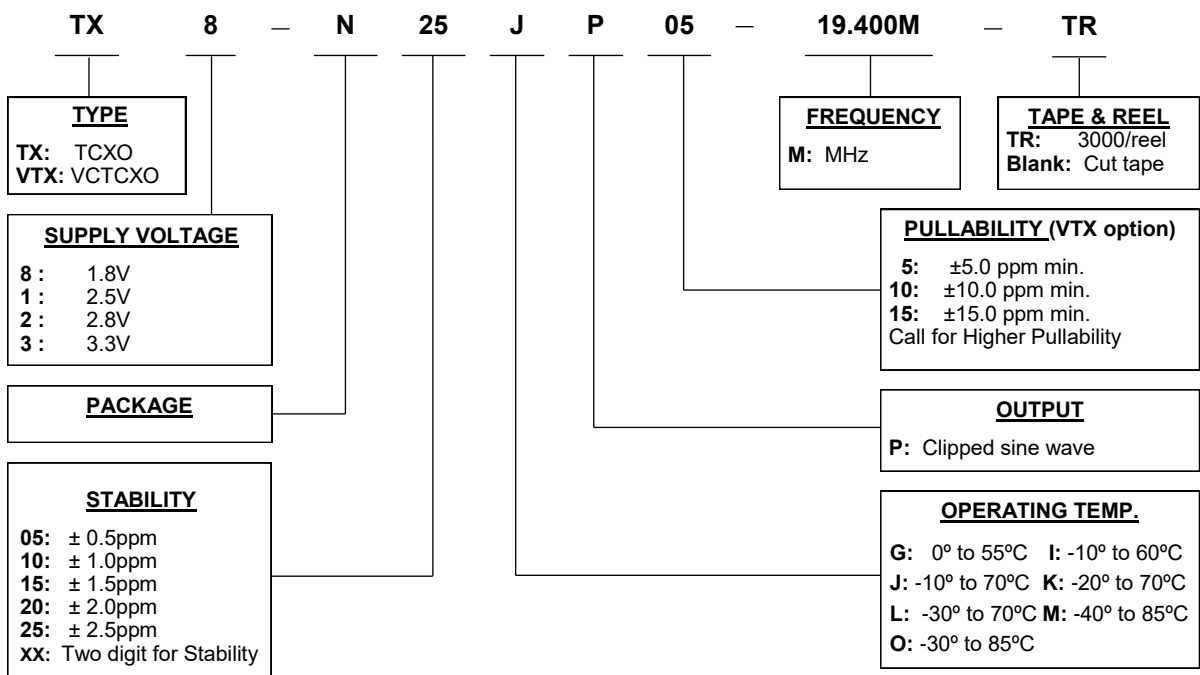 TX 8 – N 25 J P 05 – 19.400M – TR
TYPE
TX: TCXO
VTX: VCTCXO
SUPPLY VOLTAGE
8 : 1.8V
1 : 2.5V
2 : 2.8V
3 : 3.3V
PACKAGE
STABILITY
05: ± 0.5ppm
10: ± 1.0ppm
15: ± 1.5ppm
20: ± 2.0ppm
25: ± 2.5ppm
XX: Two digit for Stability
FREQUENCY
M: MHz
TAPE & REEL
TR: 3000/reel
Blank: Cut tape
PULLABILITY (VTX option)
5: ±5.0 ppm min.
10: ±10.0 ppm min.
15: ±15.0 ppm min.
Call for Higher Pullability
OUTPUT
P: Clipped sine wave
OPERATING TEMP.
G: 0º to 55ºC I: -10º to 60ºC
J: -10º to 70ºC K: -20º to 70ºC
L: -30º to 70ºC M: -40º to 85ºC
O: -30º to 85ºC